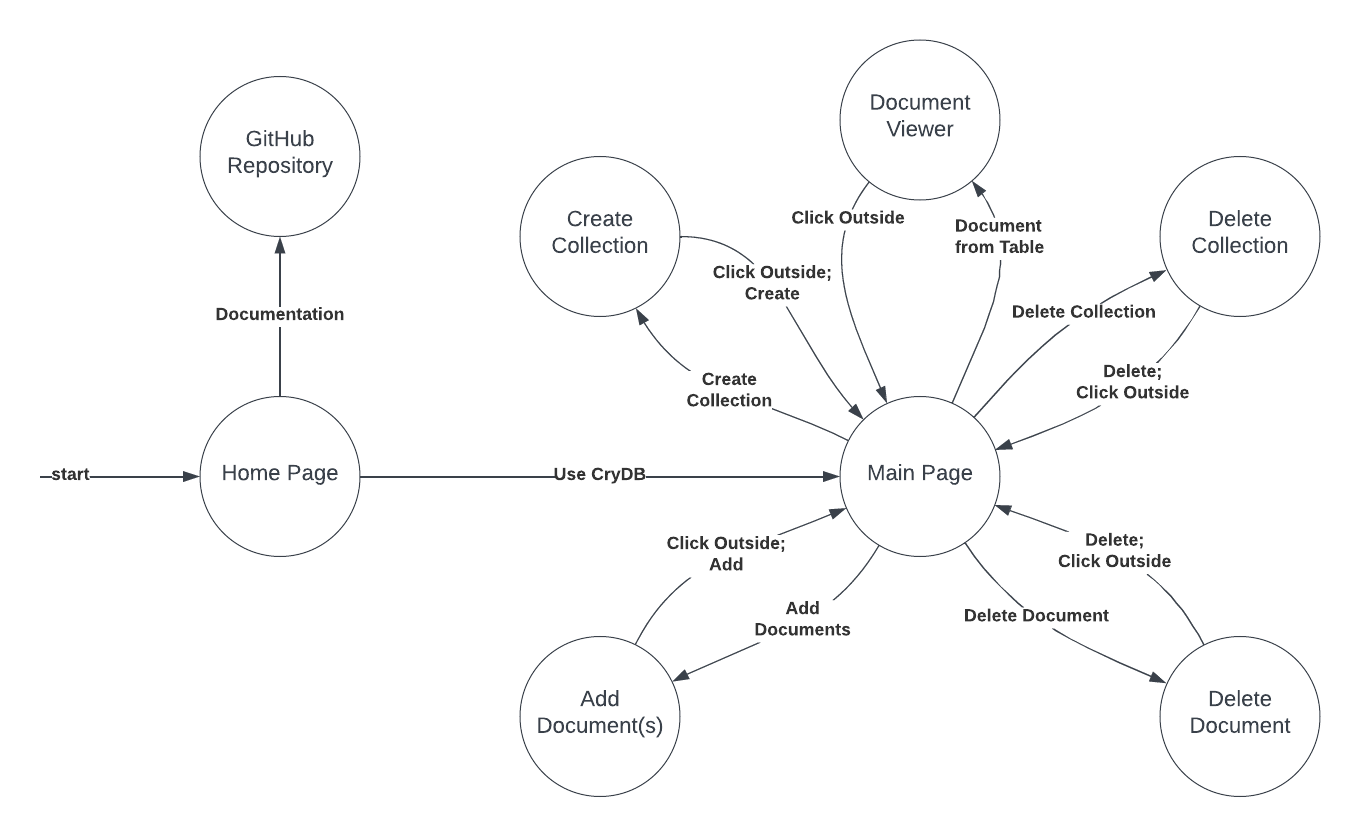 Document
Viewer
GitHub
Repository
Create
Collection
Delete
Collection
Click Outside
Document
from Table
Click Outside;
Create
Documentation
Delete Collection
Create
Collection
Delete;
Click Outside
start
Home Page
Use CryDB
Main Page
Click Outside;
Add
Delete;
Click Outside
Add
Documents
Delete Document
Add
Document(s)
Delete
Document